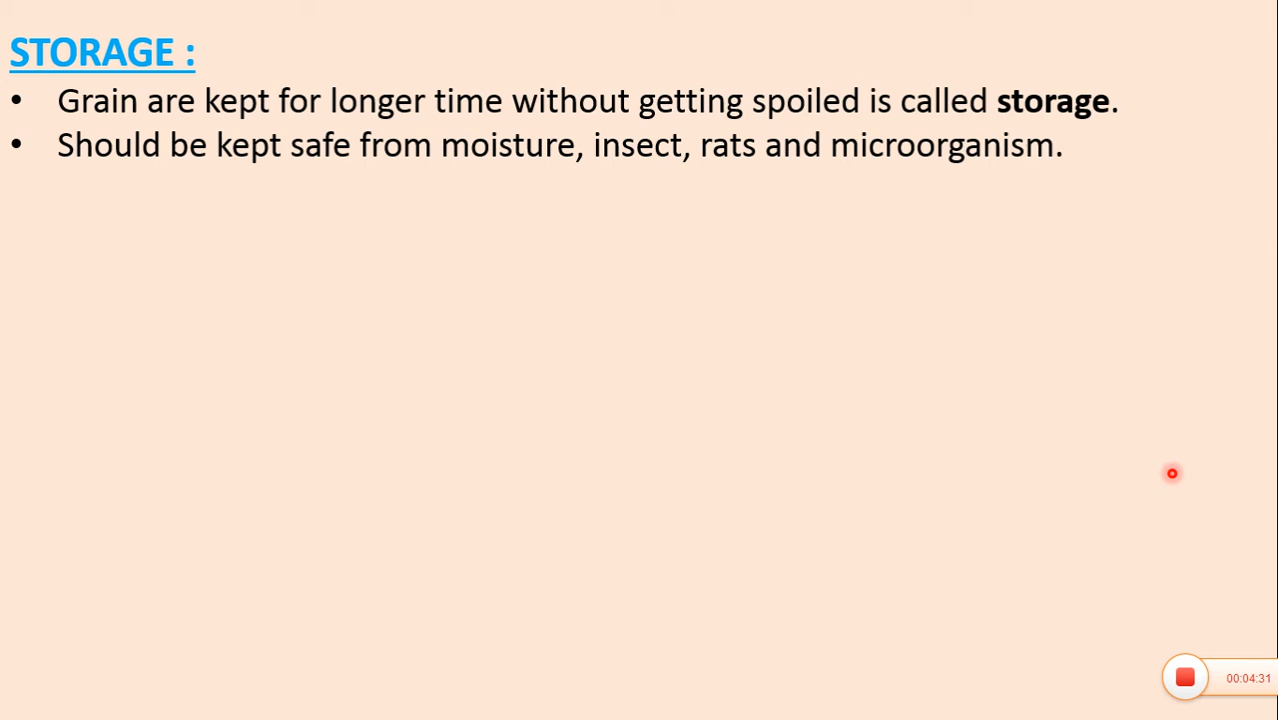 STORAGE :
• Grain are kept for longer time without getting spoiled is called storage.
• Should be kept safe from moisture, insect, rats and microorganism.
00:04:31